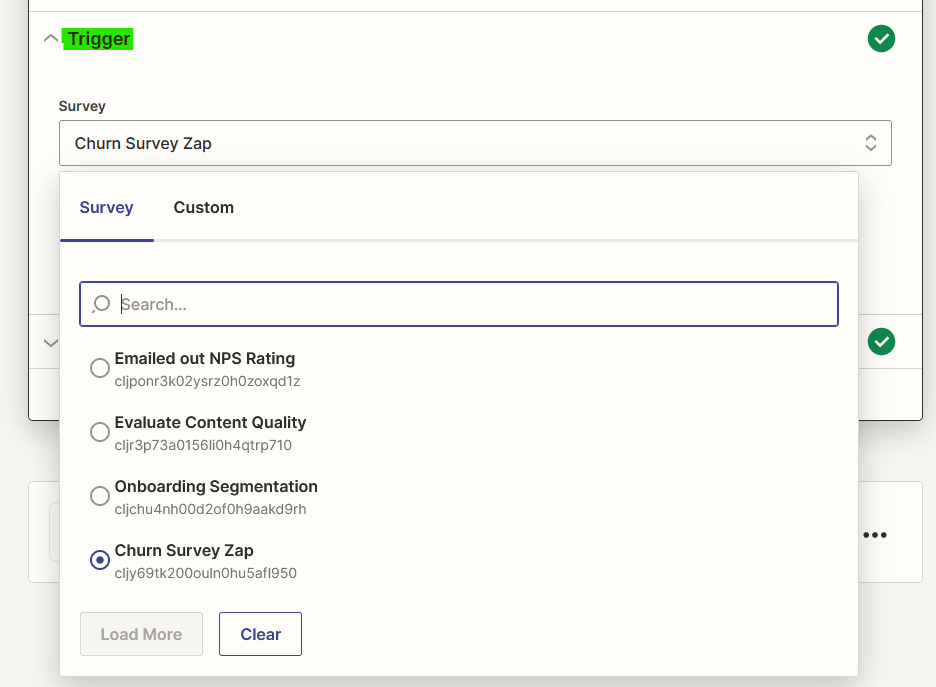 Trigger
Survey
Churn Survey Zap
Survey Custom
Search...
Emailed out NPS Rating
cljponr3k02ysrz0h0zoxqd1z
Evaluate Content Quality
cljr3p73a0156li0h4qtrp710
Onboarding Segmentation
cljchu4nh00d2of0h9aakd9rh
Churn Survey Zap
cljy69tk200ouln0hu5afl950
Load More Clear